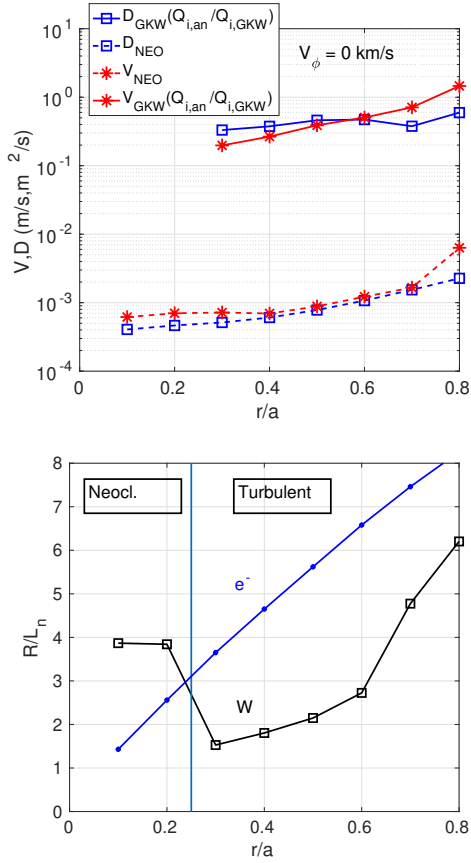 D_GKW(Q_i,an/Q_i,GKW)
D_NEO
V_NEO
V_GKW(Q_i,an/Q_i,GKW)
V_ϕ = 0 km/s
10^1
10^0
10^-1
10^-2
10^-3
10^-4
V,D (m/s,m^2/s)
0 0.2 0.4 0.6 0.8
r/a
8
7
6
5
4
3
2
1
0
R/L_n
Neocl.
Turbulent
e^-
W
0 0.2 0.4 0.6 0.8
r/a